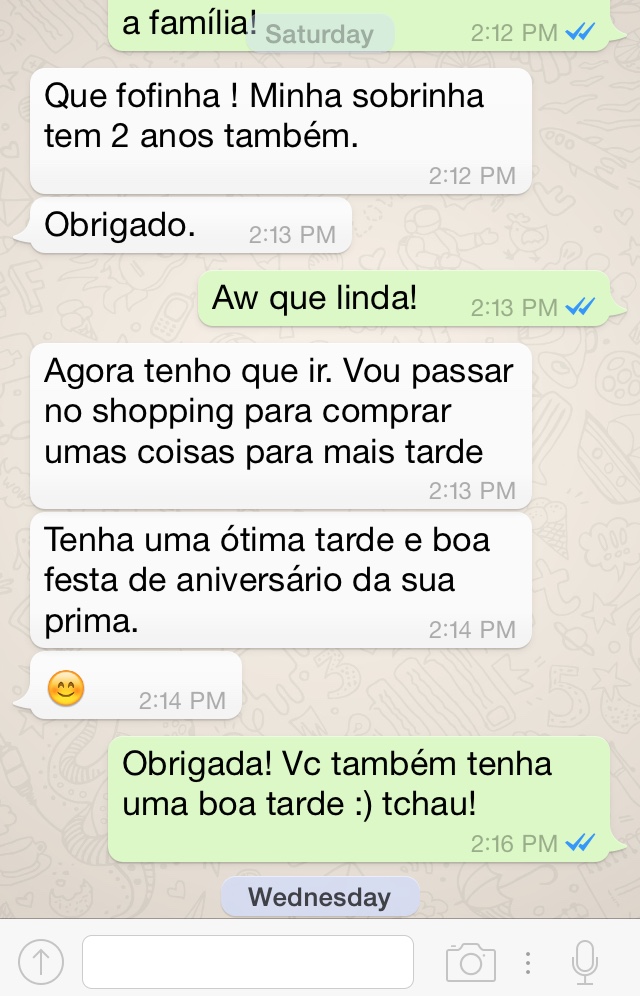 a família!
Saturday
2:12 PM
Que fofinha ! Minha sobrinha
tem 2 anos também.
2:12 PM
Obrigado.
2:13 PM
Aw que linda!
2:13 PM
Agora tenho que ir. Vou passar
no shopping para comprar
umas coisas para mais tarde
2:13 PM
Tenha uma ótima tarde e boa
festa de aniversário da sua
prima.
2:14 PM
2:14 PM
Obrigada! Vc também tenha
uma boa tarde :) tchau!
2:16 PM
Wednesday